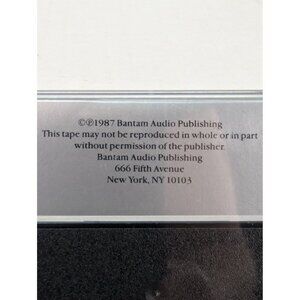 ©℗1987 Bantam Audio Publishing
This tape may not be reproduced in whole or in part
without permission of the publisher.
Bantam Audio Publishing
666 Fifth Avenue
New York, NY 10103